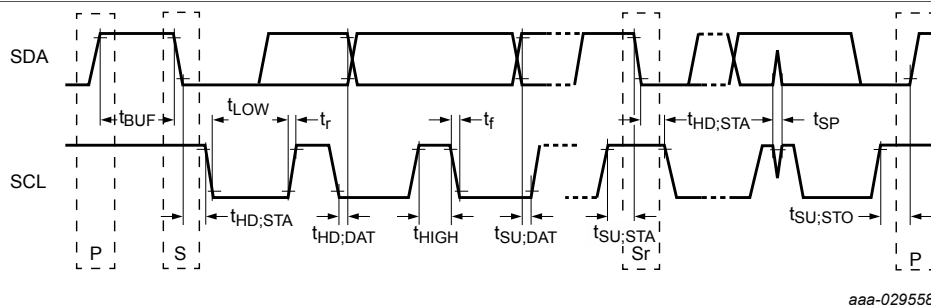 SDA
tBUF
tLOW
tr
tf
tHD;STA
tSP
SCL
tHD;STA
tHD;DAT
tHIGH
tSU;DAT
tSU;STA
tSU;STO
P
S
Sr
P
aaa-029558